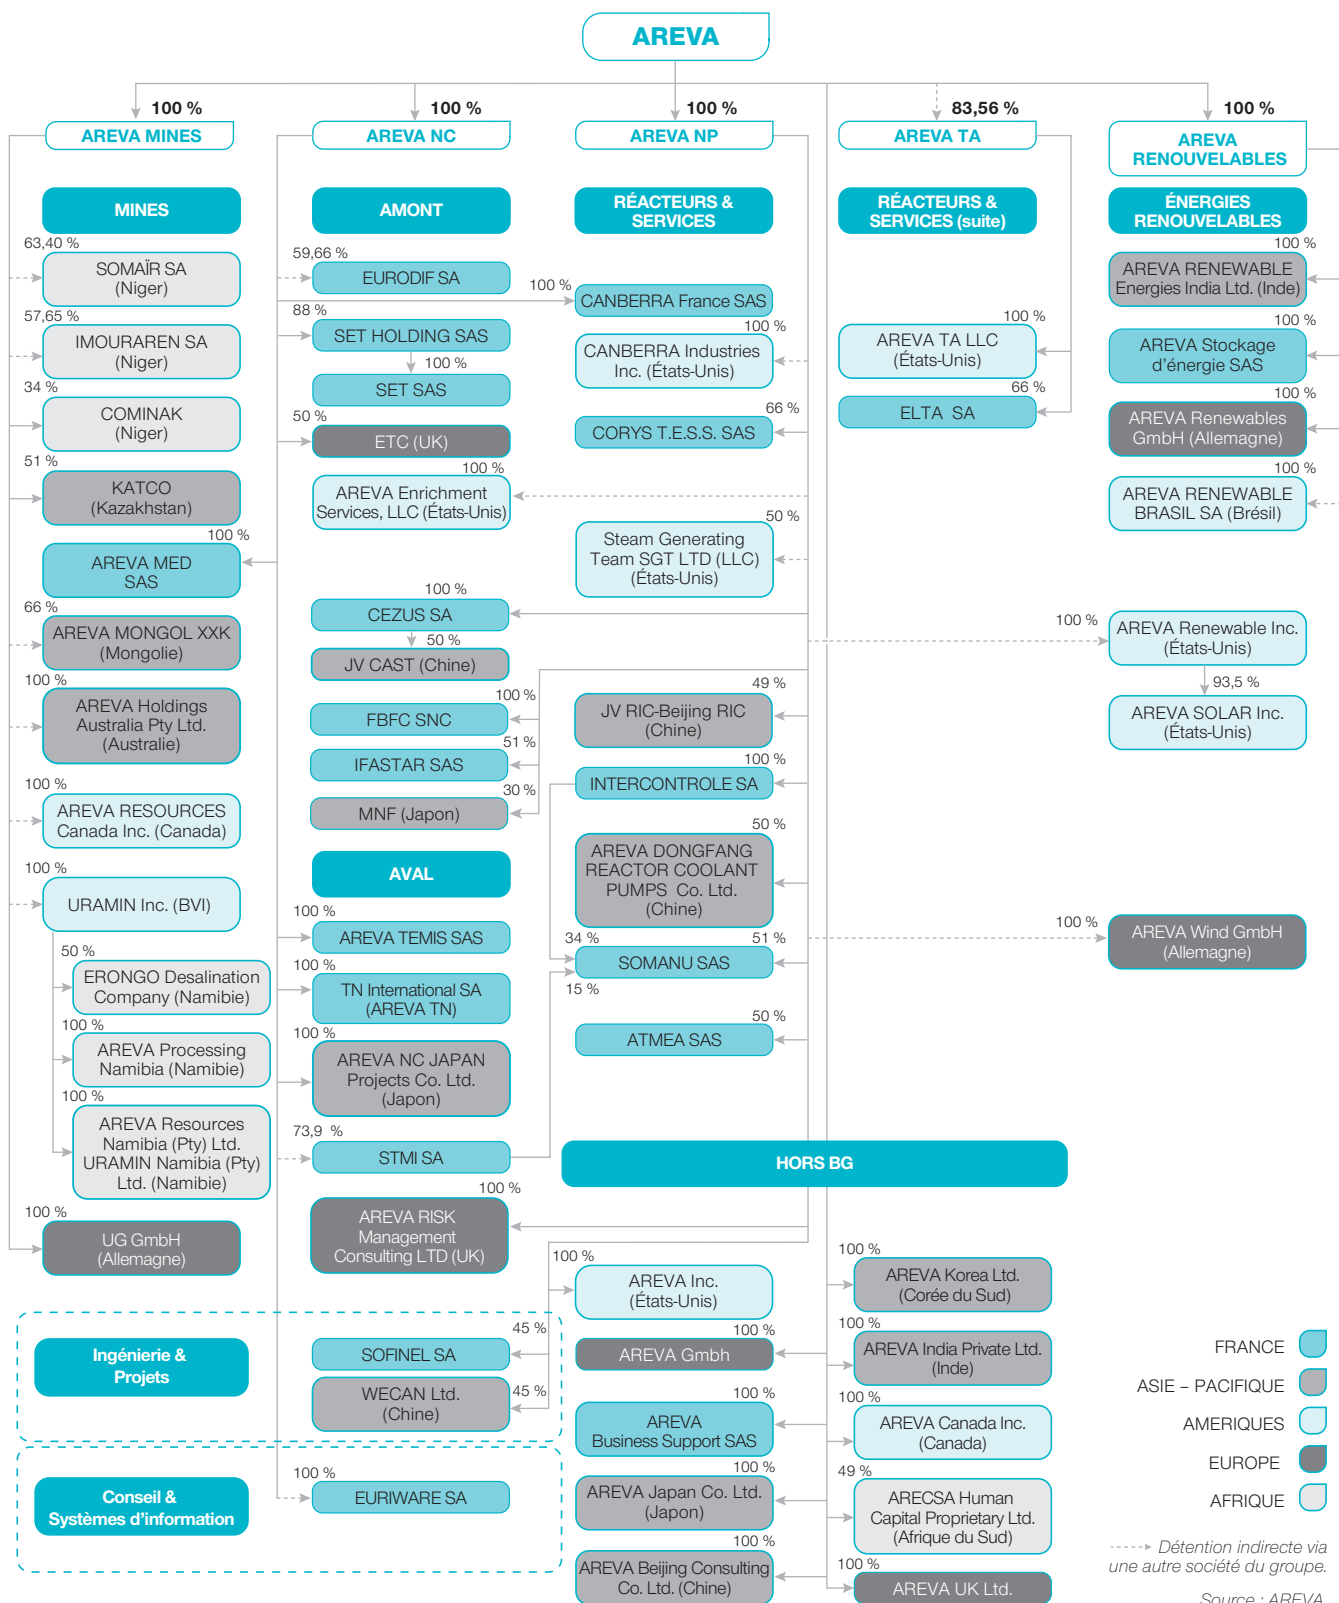 AREVA
100 %
AREVA MINES
100 %
AREVA NC
100 %
AREVA NP
83,56 %
AREVA TA
100 %
AREVA
RENOUVELABLES
MINES
63,40 %
SOMAÏR SA
(Niger)
57,65 %
IMOURAREN SA
(Niger)
34 %
COMINAK
(Niger)
51 %
KATCO
(Kazakhstan)
100 %
AREVA MED
SAS
66 %
AREVA MONGOL XXK
(Mongolie)
100 %
AREVA Holdings
Australia Pty Ltd.
(Australie)
100 %
AREVA RESOURCES
Canada Inc. (Canada)
100 %
URAMIN Inc. (BVI)
50 %
ERONGO Desalination
Company (Namibie)
100 %
AREVA Processing
Namibia (Namibie)
100 %
AREVA Resources
Namibia (Pty) Ltd.
URAMIN Namibia (Pty)
Ltd. (Namibie)
100 %
UG GmbH
(Allemagne)
AMONT
59,66 %
EURODIF SA
88 %
SET HOLDING SAS
100 %
SET SAS
50 %
ETC (UK)
100 %
AREVA Enrichment
Services, LLC (États-Unis)
100 %
CEZUS SA
50 %
JV CAST (Chine)
100 %
FBFC SNC
51 %
IFASTAR SAS
30 %
MNF (Japon)
AVAL
100 %
AREVA TEMIS SAS
100 %
TN International SA
(AREVA TN)
100 %
AREVA NC JAPAN
Projects Co. Ltd.
(Japon)
73,9 %
STMI SA
100 %
AREVA RISK
Management
Consulting LTD (UK)
RÉACTEURS &
SERVICES
100 %
CANBERRA France SAS
100 %
CANBERRA Industries
Inc. (États-Unis)
66 %
CORYS T.E.S.S. SAS
50 %
Steam Generating
Team SGT LTD (LLC)
(États-Unis)
49 %
JV RIC-Beijing RIC
(Chine)
100 %
INTERCONTROLE SA
50 %
AREVA DONGFANG
REACTOR COOLANT
PUMPS Co. Ltd.
(Chine)
34 %
51 %
SOMANU SAS
15 %
50 %
ATMEA SAS
RÉACTEURS &
SERVICES (suite)
100 %
AREVA TA LLC
(États-Unis)
66 %
ELTA SA
ÉNERGIES
RENOUVELABLES
100 %
AREVA RENEWABLE
Energies India Ltd. (Inde)
100 %
AREVA Stockage
d'énergie SAS
100 %
AREVA Renewables
GmbH (Allemagne)
100 %
AREVA RENEWABLE
BRASIL SA (Brésil)
100 %
AREVA Renewable Inc.
(États-Unis)
93,5 %
AREVA SOLAR Inc.
(États-Unis)
100 %
AREVA Wind GmbH
(Allemagne)
HORS BG
100 %
AREVA Inc.
(États-Unis)
100 %
AREVA Gmbh
100 %
AREVA
Business Support SAS
100 %
AREVA Japan Co. Ltd.
(Japon)
100 %
AREVA Beijing Consulting
Co. Ltd. (Chine)
100 %
AREVA Korea Ltd.
(Corée du Sud)
100 %
AREVA India Private Ltd.
(Inde)
100 %
AREVA Canada Inc.
(Canada)
49 %
ARECSA Human
Capital Proprietary Ltd.
(Afrique du Sud)
100 %
AREVA UK Ltd.
Ingénierie &
Projets
45 %
SOFINEL SA
45 %
WECAN Ltd.
(Chine)
Conseil &
Systèmes d'information
100 %
EURIWARE SA
FRANCE
ASIE – PACIFIQUE
AMERIQUES
EUROPE
AFRIQUE
Détention indirecte via
une autre société du groupe.
Source : AREVA.